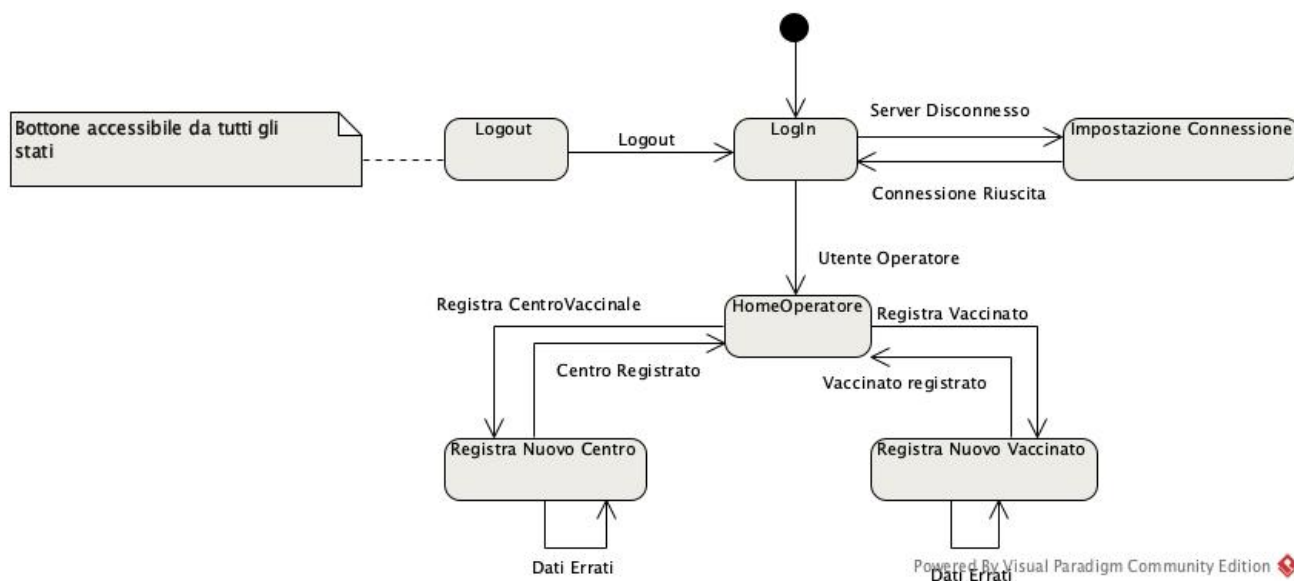 Bottone accessibile da tutti gli
stati
Logout
Logout
LogIn
Server Disconnesso
Impostazione Connessione
Connessione Riuscita
Utente Operatore
HomeOperatore
Registra CentroVaccinale
Centro Registrato
Registra Vaccinato
Vaccinato registrato
Registra Nuovo Centro
Registra Nuovo Vaccinato
Dati Errati
Dati Errati
Powered By Visual Paradigm Community Edition